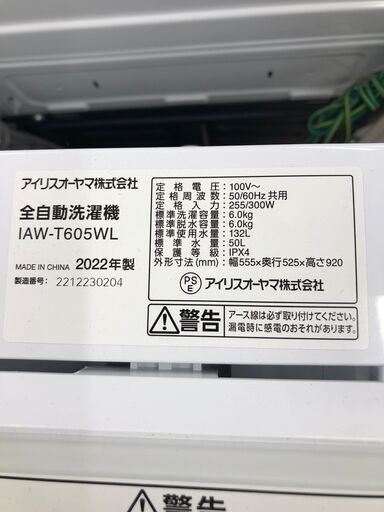 アイリスオーヤマ株式会社
全自動洗濯機
IAW-T605WL
MADE IN CHINA 2022年製
製造番号: 2212230204
定格電圧: 100V〜
定格周波数: 50/60Hz 共用
定格入力: 255/300W
標準洗濯容量: 6.0kg
標準脱水容量: 6.0kg
標準使用水量: 132L
標準水量: 50L
保護等級: IPX4
外形寸法(mm): 幅555×奥行525×高さ920
PS
E
アイリスオーヤマ株式会社
警告
アース線は必ず取り付けてください。
漏電時に感電のおそれがあります。
警告